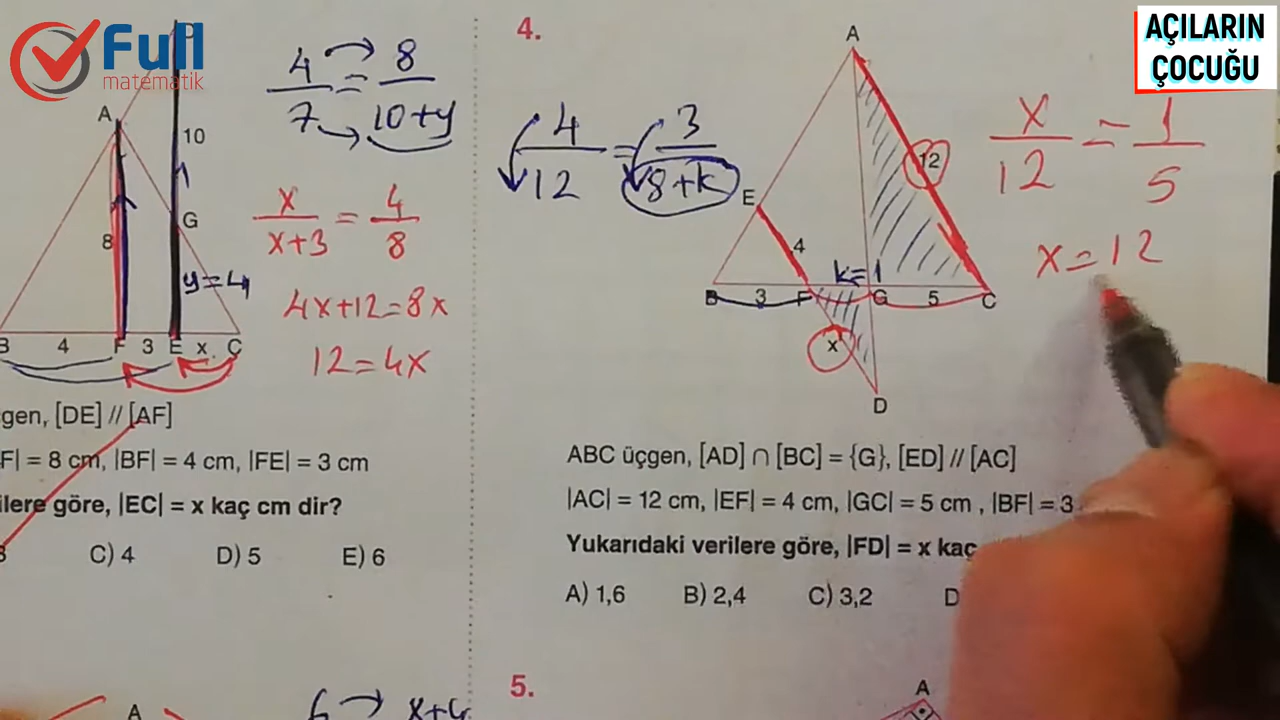 Full
matematik
AÇILARIN
ÇOCUĞU
D
A
10
G
8
y=4
B 4 F 3 E x C
4/7 = 8/10+y
x/x+3 = 4/8
4x+12=8x
12=4x
gen, [DE] // [AF]
F| = 8 cm, |BF| = 4 cm, |FE| = 3 cm
ilere göre, |EC| = x kaç cm dir?
C) 4 D) 5 E) 6
4.
4/12 = 3/8+k
A
12
E
4
k=1
B 3 F G 5 C
x
D
x/12 = 1/5
x=12
ABC üçgen, [AD] ∩ [BC] = {G}, [ED] // [AC]
|AC| = 12 cm, |EF| = 4 cm, |GC| = 5 cm , |BF| = 3
Yukarıdaki verilere göre, |FD| = x kaç
A) 1,6 B) 2,4 C) 3,2 D
A
6 x+4
5.
A